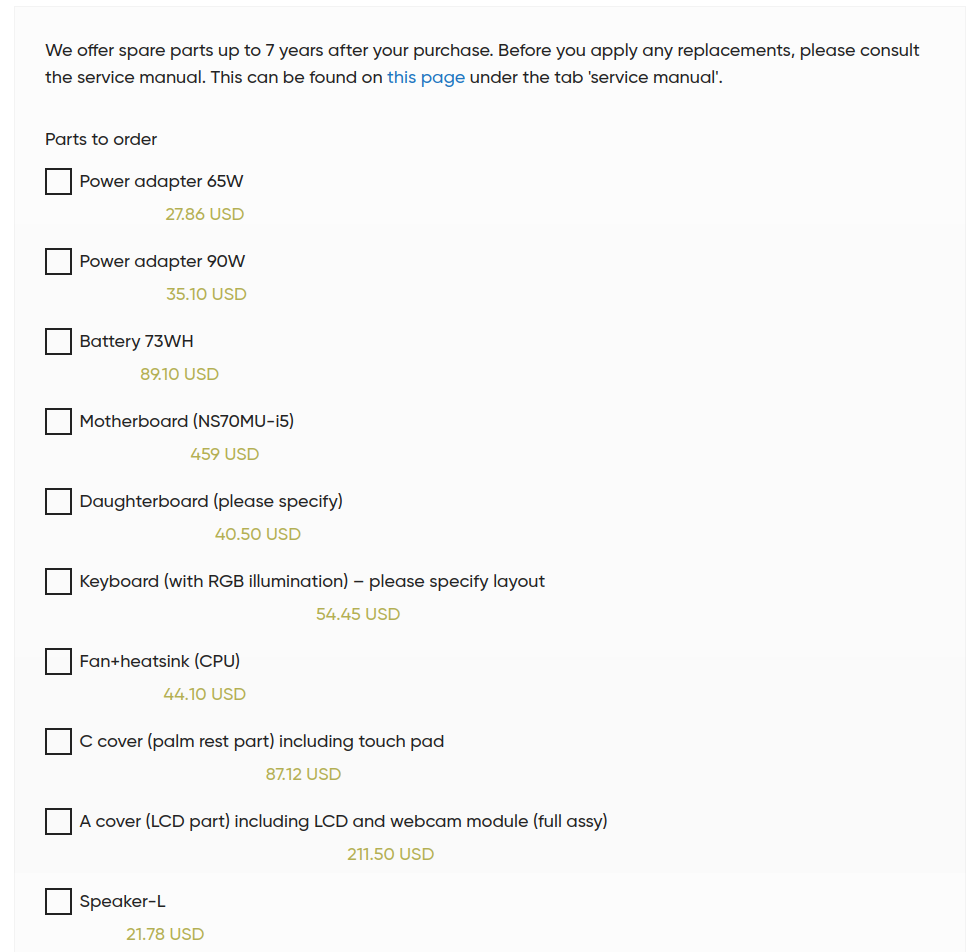 We offer spare parts up to 7 years after your purchase. Before you apply any replacements, please consult
the service manual. This can be found on this page under the tab 'service manual'.
Parts to order
Power adapter 65W
27.86 USD
Power adapter 90W
35.10 USD
Battery 73WH
89.10 USD
Motherboard (NS70MU-i5)
459 USD
Daughterboard (please specify)
40.50 USD
Keyboard (with RGB illumination) – please specify layout
54.45 USD
Fan+heatsink (CPU)
44.10 USD
C cover (palm rest part) including touch pad
87.12 USD
A cover (LCD part) including LCD and webcam module (full assy)
211.50 USD
Speaker-L
21.78 USD